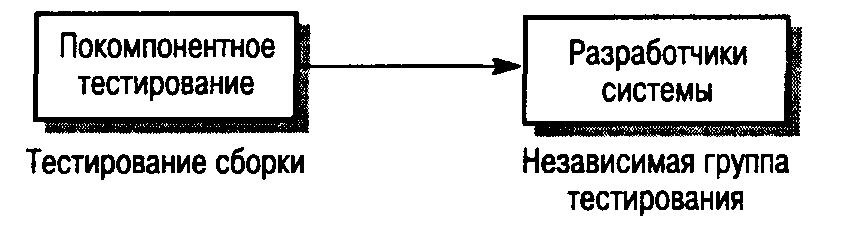 Покомпонентное
тестирование
Разработчики
системы
Тестирование сборки
Независимая группа
тестирования